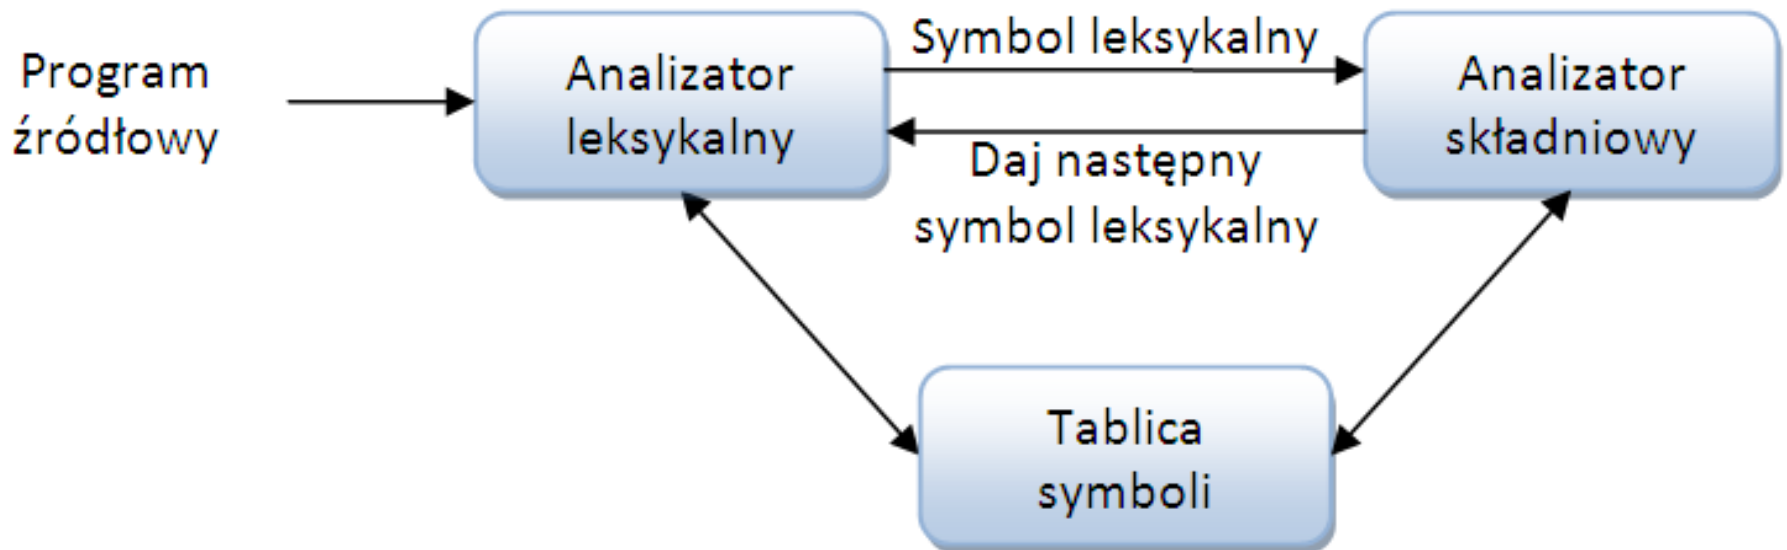 Program
źródłowy
Analizator
leksykalny
Symbol leksykalny
Daj następny
symbol leksykalny
Analizator
składniowy
Tablica
symboli